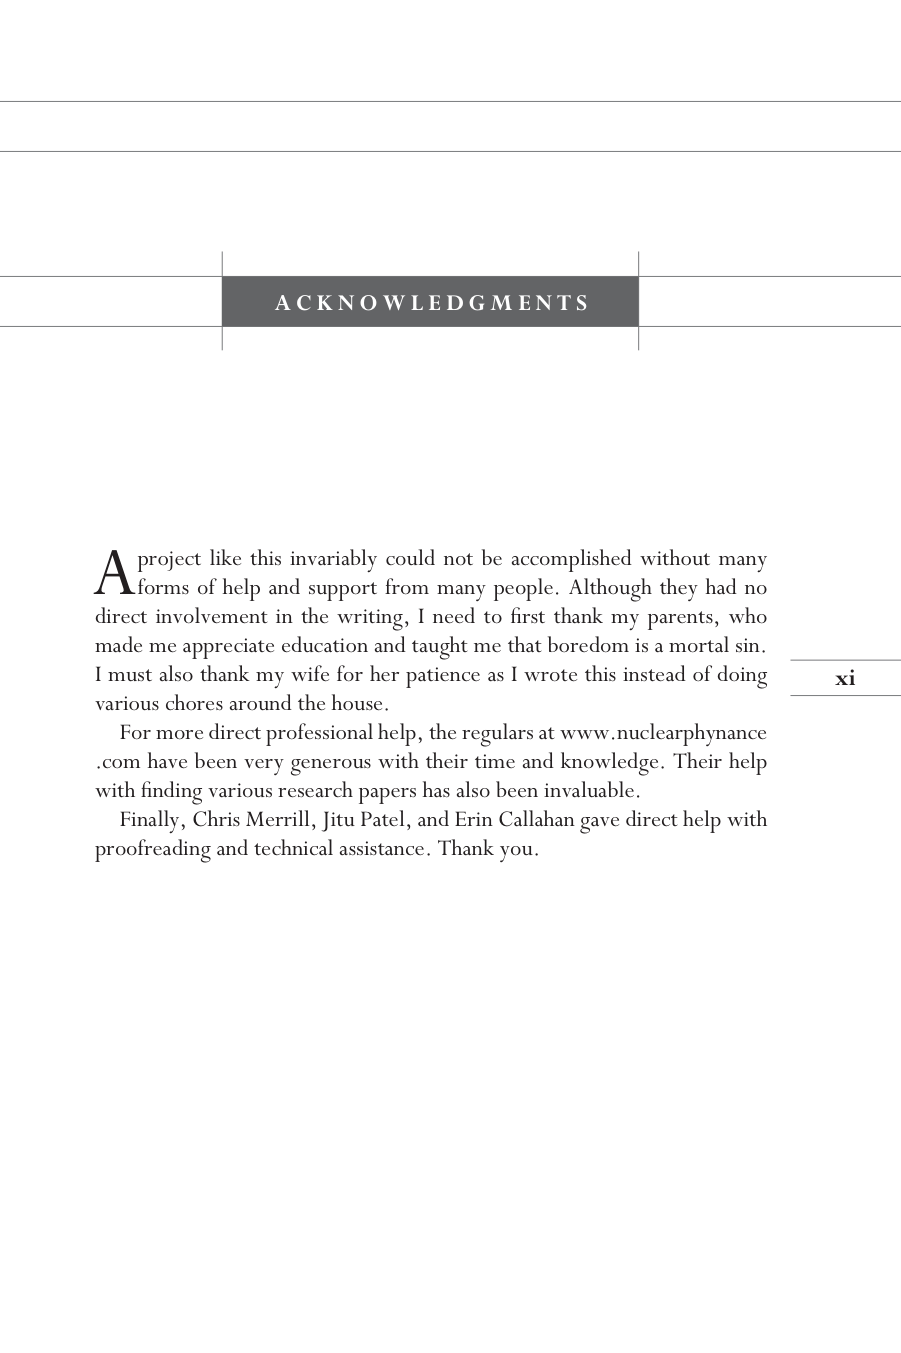 ACKNOWLEDGMENTS
A project like this invariably could not be accomplished without many
forms of help and support from many people. Although they had no
direct involvement in the writing, I need to first thank my parents, who
made me appreciate education and taught me that boredom is a mortal sin.
I must also thank my wife for her patience as I wrote this instead of doing
various chores around the house.
xi
For more direct professional help, the regulars at www.nuclearphynance
.com have been very generous with their time and knowledge. Their help
with finding various research papers has also been invaluable.
Finally, Chris Merrill, Jitu Patel, and Erin Callahan gave direct help with
proofreading and technical assistance. Thank you.